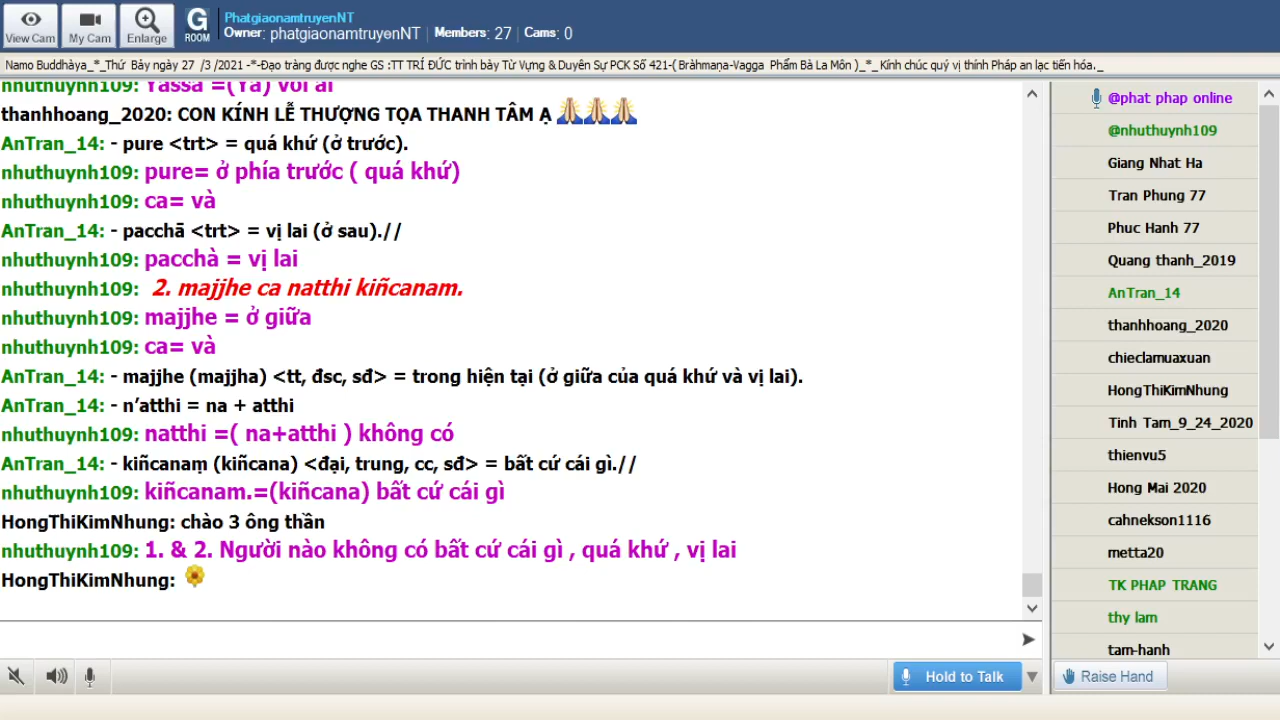 View Cam
My Cam
Enlarge
G
ROOM
PhatgiaonamtruyenNT
Owner: phatgiaonamtruyenNT | Members: 27 | Cams: 0
Namo Buddhàya_*_Thứ Bảy ngày 27 /3 /2021 -*-Đạo tràng được nghe GS :TT TRÍ ĐỨC trình bày Từ Vựng & Duyên Sự PCK Số 421-( Bràhmaṇa-Vagga Phẩm Bà La Môn )_*_ Kính chúc quý vị thính Pháp an lạc tiến hóa._
nhuthuynh109: Yassa =(Ya) với ai
thanhhoang_2020: CON KÍNH LỄ THƯỢNG TỌA THANH TÂM Ạ 🙏🙏🙏
AnTran_14: - pure <trt> = quá khứ (ở trước).
nhuthuynh109: pure= ở phía trước ( quá khứ)
nhuthuynh109: ca= và
AnTran_14: - pacchā <trt> = vị lai (ở sau).//
nhuthuynh109: pacchà = vị lai
nhuthuynh109: 2. majjhe ca natthi kiñcanam.
nhuthuynh109: majjhe = ở giữa
nhuthuynh109: ca= và
AnTran_14: - majjhe (majjha) <tt, đsc, sđ> = trong hiện tại (ở giữa của quá khứ và vị lai).
AnTran_14: - n’atthi = na + atthi
nhuthuynh109: natthi =( na+atthi ) không có
AnTran_14: - kiñcanaṃ (kiñcana) <đại, trung, cc, sđ> = bất cứ cái gì.//
nhuthuynh109: kiñcanam.=(kiñcana) bất cứ cái gì
HongThiKimNhung: chào 3 ông thần
nhuthuynh109: 1. & 2. Người nào không có bất cứ cái gì , quá khứ , vị lai
HongThiKimNhung: 🌼
@phat phap online
@nhuthuynh109
Giang Nhat Ha
Tran Phung 77
Phuc Hanh 77
Quang thanh_2019
AnTran_14
thanhhoang_2020
chieclamuaxuan
HongThiKimNhung
Tinh Tam_9_24_2020
thienvu5
Hong Mai 2020
cahnekson1116
metta20
TK PHAP TRANG
thy lam
tam-hanh
Hold to Talk
Raise Hand